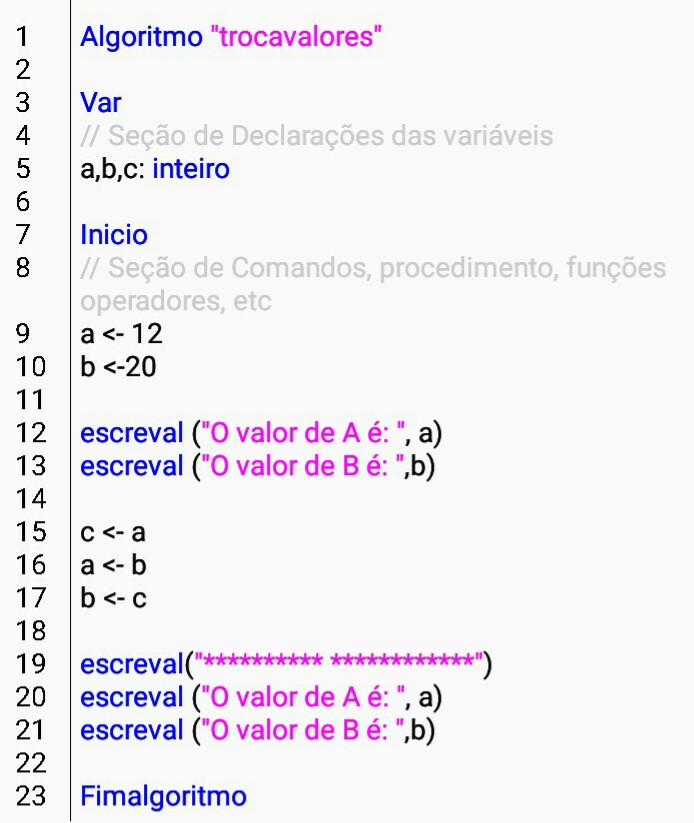 1 Algoritmo "trocavalores"
2
3 Var
4 // Seção de Declarações das variáveis
5 a,b,c: inteiro
6
7 Inicio
8 // Seção de Comandos, procedimento, funções
operadores, etc
9 a <- 12
10 b <-20
11
12 escreval ("O valor de A é: ", a)
13 escreval ("O valor de B é: ",b)
14
15 c <- a
16 a <- b
17 b <- c
18
19 escreval("********** ************")
20 escreval ("O valor de A é: ", a)
21 escreval ("O valor de B é: ",b)
22
23 Fimalgoritmo